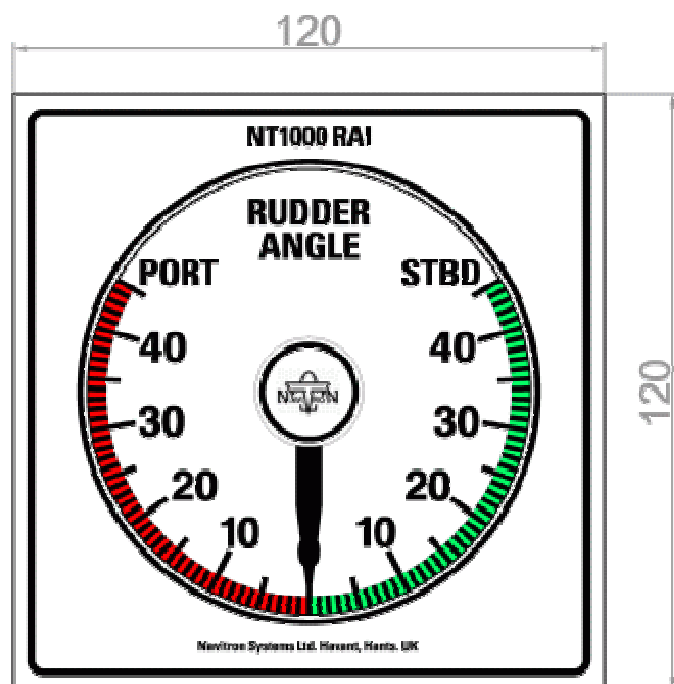 120
NT1000 RAI
RUDDER
ANGLE
PORT STBD
40 40
120
30 30
20 20
10 10
Navitron Systems Ltd. Havant, Hants. UK